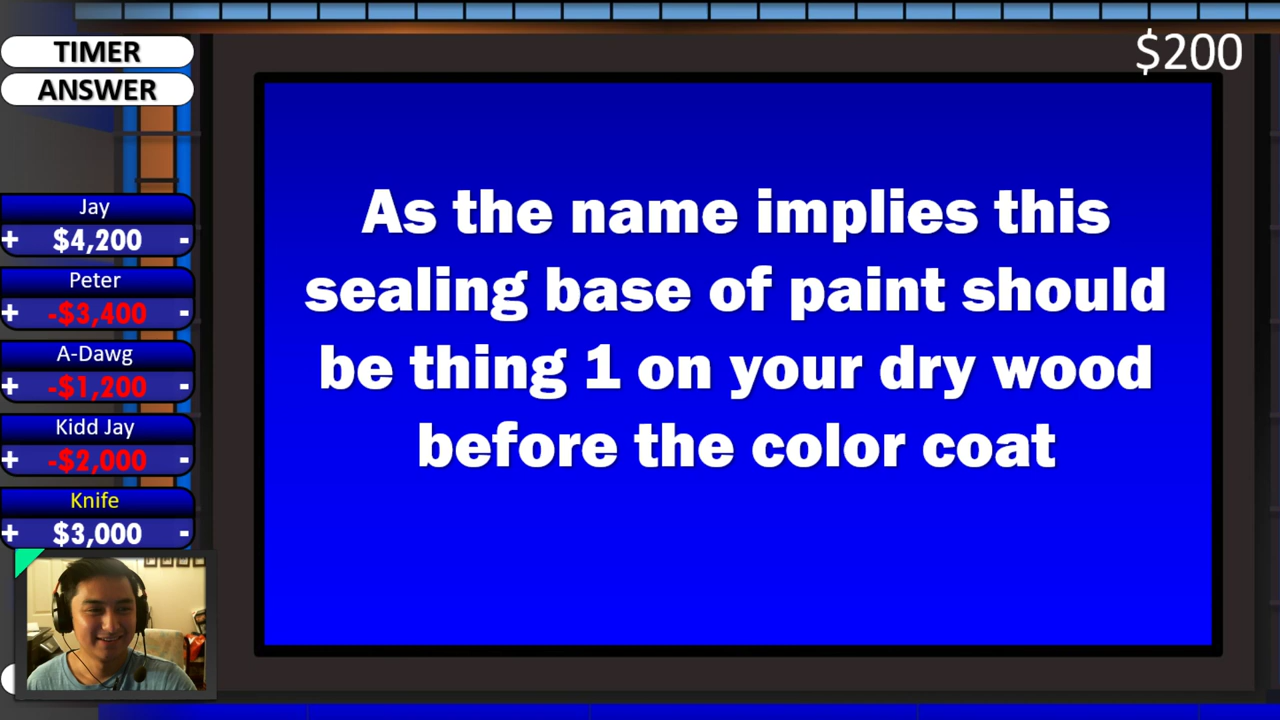 TIMER
$200
ANSWER
As the name implies this
sealing base of paint should
be thing 1 on your dry wood
before the color coat
Jay
+ $4,200 -
Peter
+ -$3,400 -
A-Dawg
+ -$1,200 -
Kidd Jay
+ -$2,000 -
Knife
+ $3,000 -